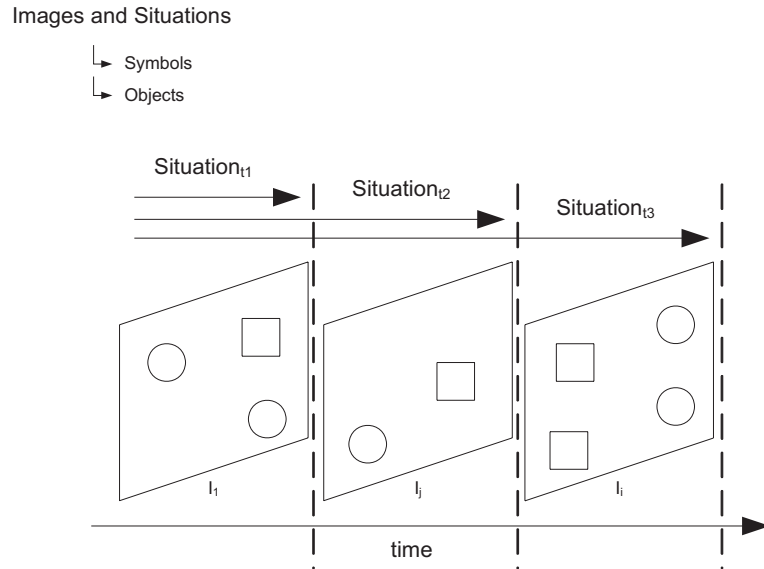 Images and Situations
Symbols
Objects
Situation_t1
Situation_t2
Situation_t3
I_1
I_j
I_i
time